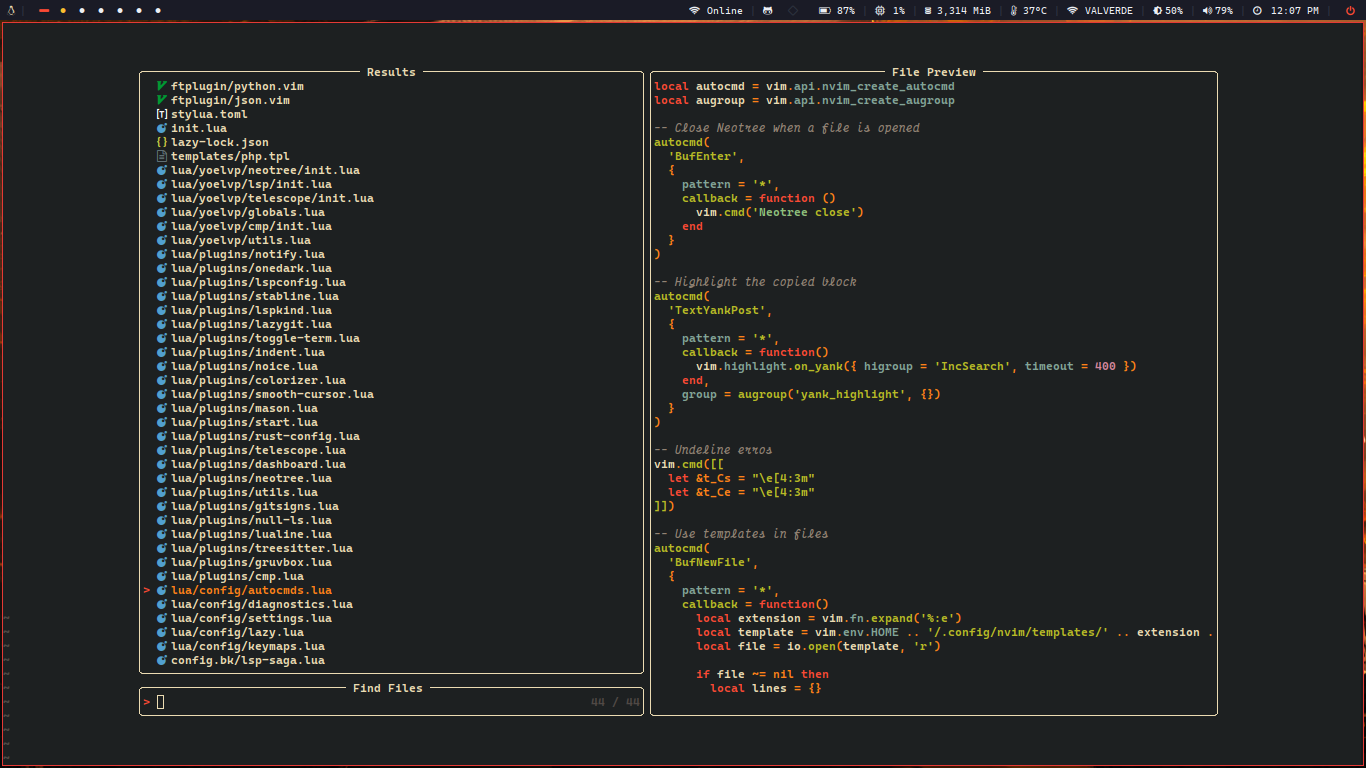 Online 87% 1% 3,314 MiB 37°C VALVERDE 50% 79% 12:07 PM
Results
ftplugin/python.vim
ftplugin/json.vim
[T] stylua.toml
init.lua
{} lazy-lock.json
templates/php.tpl
lua/yoelvp/neotree/init.lua
lua/yoelvp/lsp/init.lua
lua/yoelvp/telescope/init.lua
lua/yoelvp/globals.lua
lua/yoelvp/cmp/init.lua
lua/yoelvp/utils.lua
lua/plugins/notify.lua
lua/plugins/onedark.lua
lua/plugins/lspconfig.lua
lua/plugins/stabline.lua
lua/plugins/lspkind.lua
lua/plugins/lazygit.lua
lua/plugins/toggle-term.lua
lua/plugins/indent.lua
lua/plugins/noice.lua
lua/plugins/colorizer.lua
lua/plugins/smooth-cursor.lua
lua/plugins/mason.lua
lua/plugins/start.lua
lua/plugins/rust-config.lua
lua/plugins/telescope.lua
lua/plugins/dashboard.lua
lua/plugins/neotree.lua
lua/plugins/utils.lua
lua/plugins/gitsigns.lua
lua/plugins/null-ls.lua
lua/plugins/lualine.lua
lua/plugins/treesitter.lua
lua/plugins/gruvbox.lua
lua/plugins/cmp.lua
> lua/config/autocmds.lua
lua/config/diagnostics.lua
lua/config/settings.lua
lua/config/lazy.lua
lua/config/keymaps.lua
config.bk/lsp-saga.lua
Find Files
> 44 / 44
File Preview
local autocmd = vim.api.nvim_create_autocmd
local augroup = vim.api.nvim_create_augroup
-- Close Neotree when a file is opened
autocmd(
'BufEnter',
{
pattern = '*',
callback = function ()
vim.cmd('Neotree close')
end
}
)
-- Highlight the copied block
autocmd(
'TextYankPost',
{
pattern = '*',
callback = function()
vim.highlight.on_yank({ higroup = 'IncSearch', timeout = 400 })
end,
group = augroup('yank_highlight', {})
}
)
-- Undeline erros
vim.cmd([[
let &t_Cs = "\e[4:3m"
let &t_Ce = "\e[4:3m"
]])
-- Use templates in files
autocmd(
'BufNewFile',
{
pattern = '*',
callback = function()
local extension = vim.fn.expand('%:e')
local template = vim.env.HOME .. '/.config/nvim/templates/' .. extension .
local file = io.open(template, 'r')
if file ~= nil then
local lines = {}
~
~
~
~
~
~
~
~
~
~
~